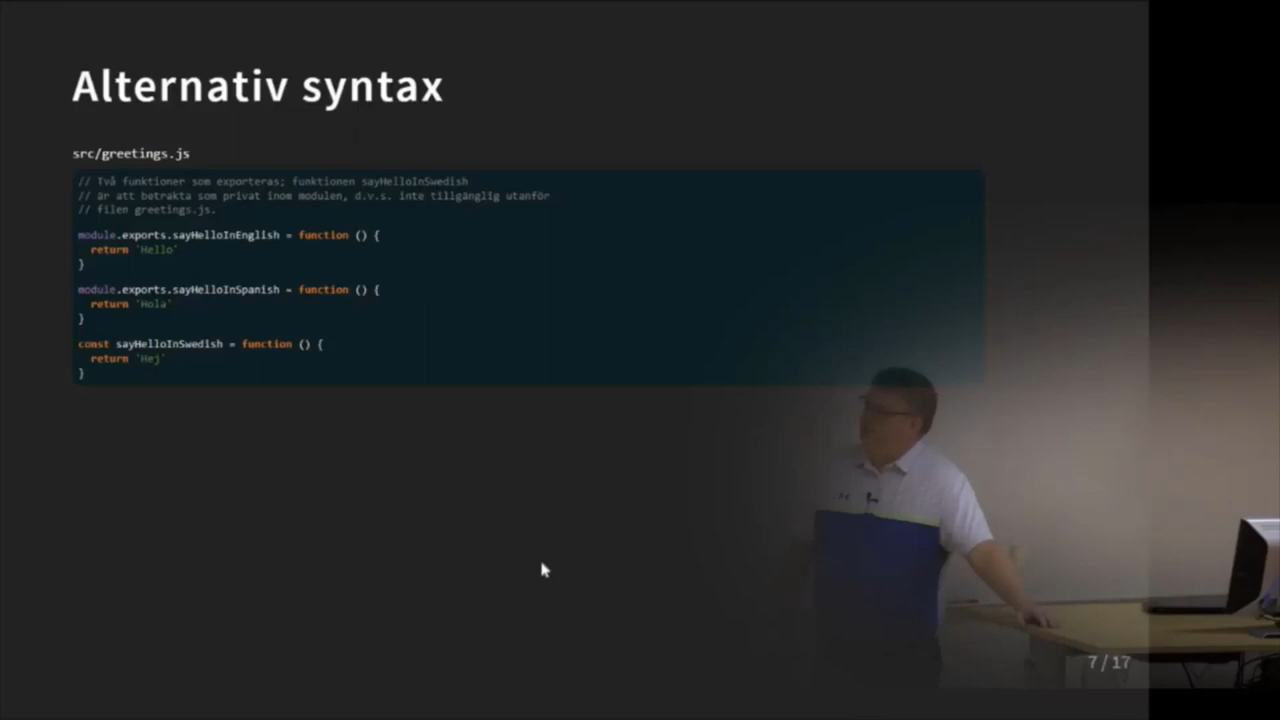 Alternativ syntax
src/greetings.js
// Två funktioner som exporteras; funktionen sayHelloInSwedish
// är att betrakta som privat inom modulen, d.v.s. inte tillgänglig utanför
// filen greetings.js.
module.exports.sayHelloInEnglish = function () {
  return 'Hello'
}
module.exports.sayHelloInSpanish = function () {
  return 'Hola'
}
const sayHelloInSwedish = function () {
  return 'Hej'
}
7 / 17